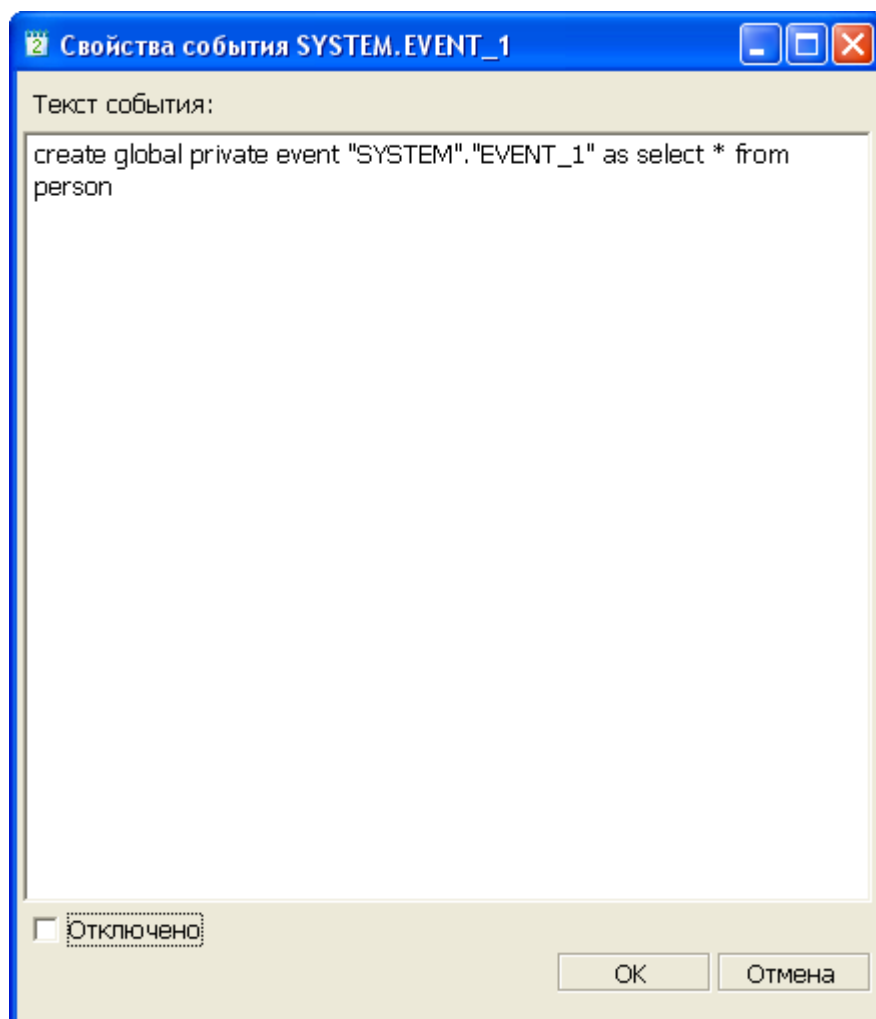 Свойства события SYSTEM.EVENT_1
Текст события:
create global private event "SYSTEM"."EVENT_1" as select * from
person
Отключено
OK Отмена